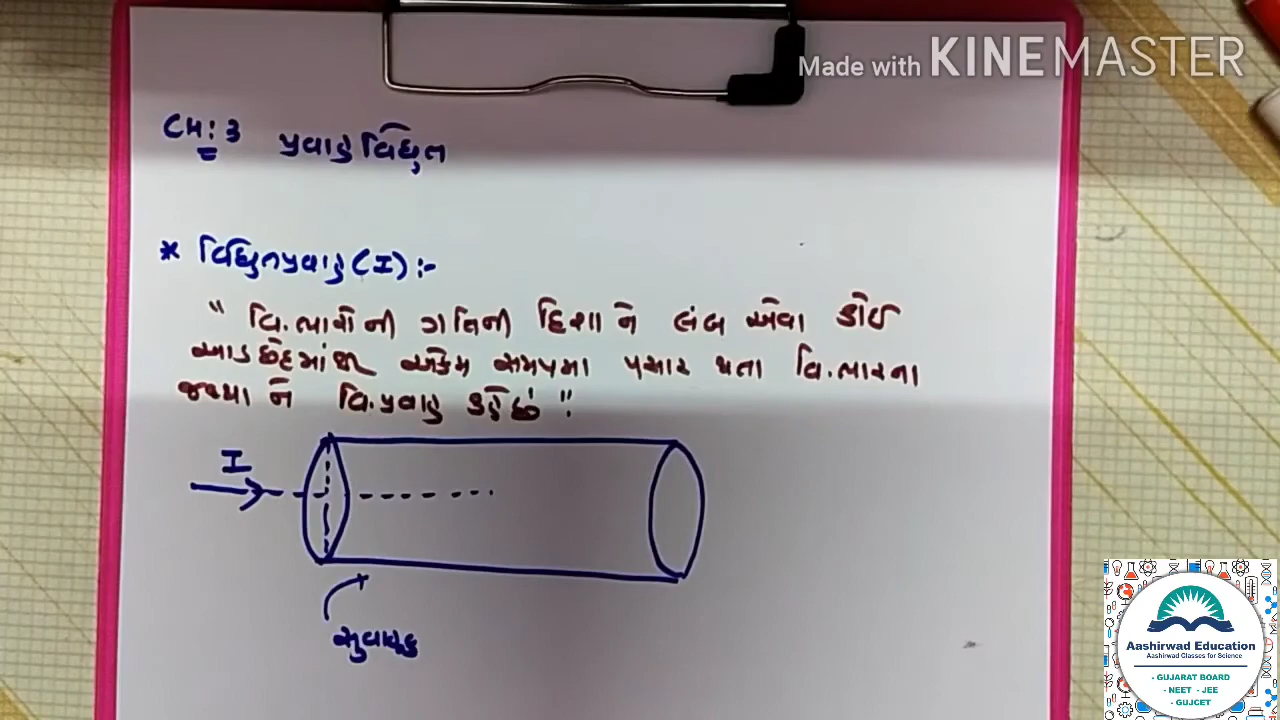 Made with KINEMASTER
CH: 3 પ્રવાહ વિદ્યુત
* વિદ્યુતપ્રવાહ (I) :-
" વિ.ભારોની ગતિની દિશા ને લંબ એવા કોઈ
આડછેદમાંથી એકમ સમયમા પસાર થતા વિ.ભારના
જથ્થા ને વિ.પ્રવાહ કહે છે "
I
સુવાહક
Aashirwad Education
Aashirwad Classes for Science
- GUJARAT BOARD
- NEET - JEE
- GUJCET